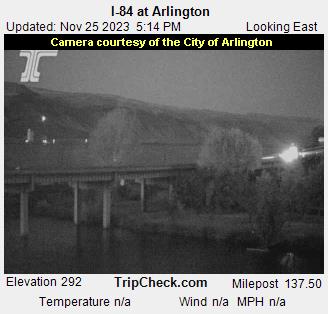 I-84 at Arlington
Updated: Nov 25 2023 5:14 PM Looking East
Camera courtesy of the City of Arlington
Elevation 292 TripCheck.com Milepost 137.50
Temperature n/a Wind n/a MPH n/a